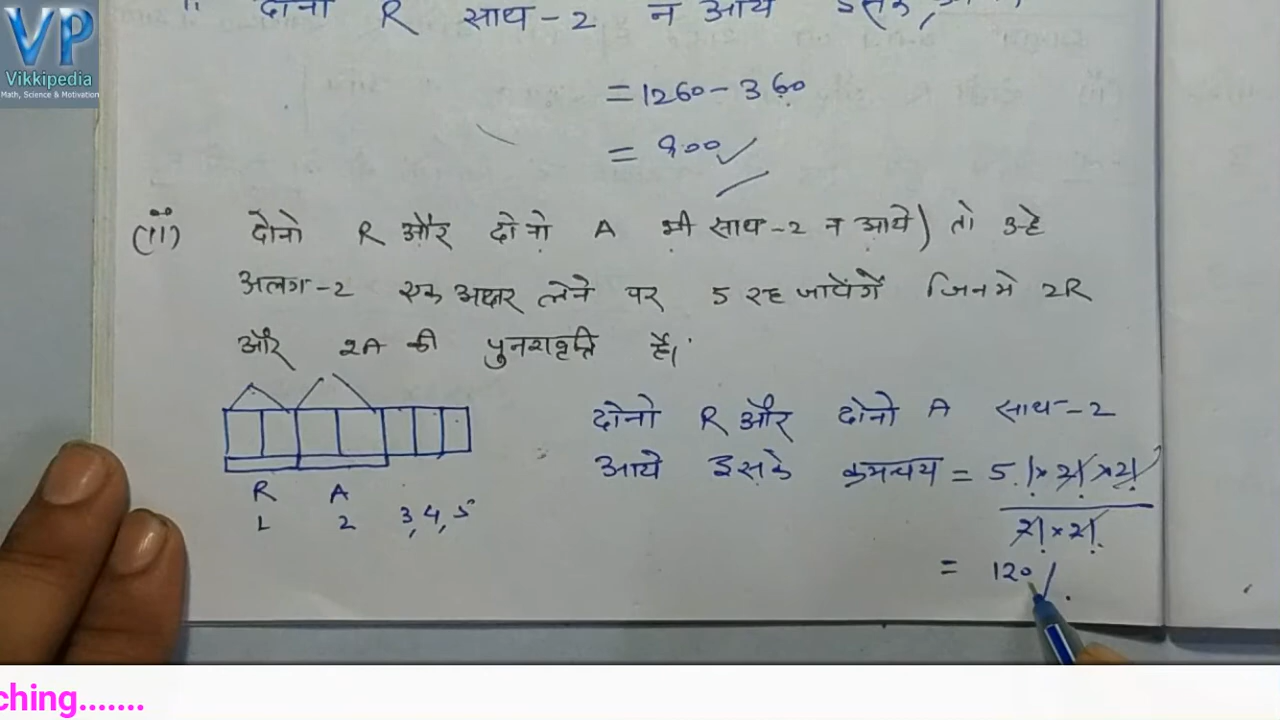 VP
Vikkipedia
Math, Science & Motivation
दोनो R साथ-2 न आये इसके
= 1260 - 360
= 900
(ii) दोनो R और दोनो A भी साथ-2 न आये) तो उन्हे
अलग-2 एक अक्षर लेने पर 5 रह जायेंगें जिनमे 2R
और 2A की पुनरावृत्ति है।
दोनो R और दोनो A साथ-2
आये इसके क्रमचय = 5! × 2! × 2!
2! × 2!
R A
1 2 3, 4, 5
= 120
ching.......